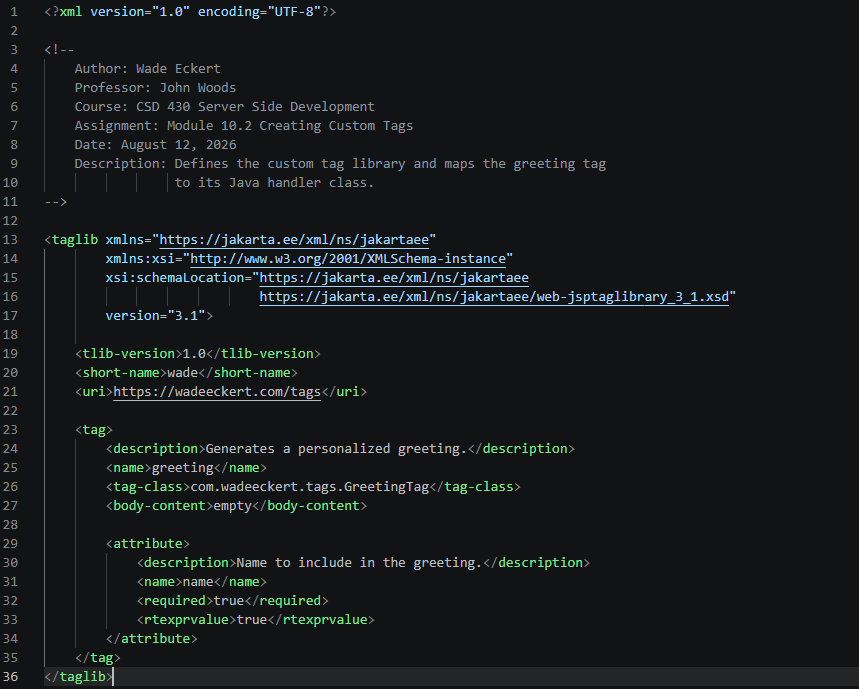 1 <?xml version="1.0" encoding="UTF-8"?>
2
3 <!--
4 Author: Wade Eckert
5 Professor: John Woods
6 Course: CSD 430 Server Side Development
7 Assignment: Module 10.2 Creating Custom Tags
8 Date: August 12, 2026
9 Description: Defines the custom tag library and maps the greeting tag
10 to its Java handler class.
11 -->
12
13 <taglib xmlns="https://jakarta.ee/xml/ns/jakartaee"
14 xmlns:xsi="http://www.w3.org/2001/XMLSchema-instance"
15 xsi:schemaLocation="https://jakarta.ee/xml/ns/jakartaee
16 https://jakarta.ee/xml/ns/jakartaee/web-jsptaglibrary_3_1.xsd"
17 version="3.1">
18
19 <tlib-version>1.0</tlib-version>
20 <short-name>wade</short-name>
21 <uri>https://wadeeckert.com/tags</uri>
22
23 <tag>
24 <description>Generates a personalized greeting.</description>
25 <name>greeting</name>
26 <tag-class>com.wadeeckert.tags.GreetingTag</tag-class>
27 <body-content>empty</body-content>
28
29 <attribute>
30 <description>Name to include in the greeting.</description>
31 <name>name</name>
32 <required>true</required>
33 <rtexprvalue>true</rtexprvalue>
34 </attribute>
35 </tag>
36 </taglib>